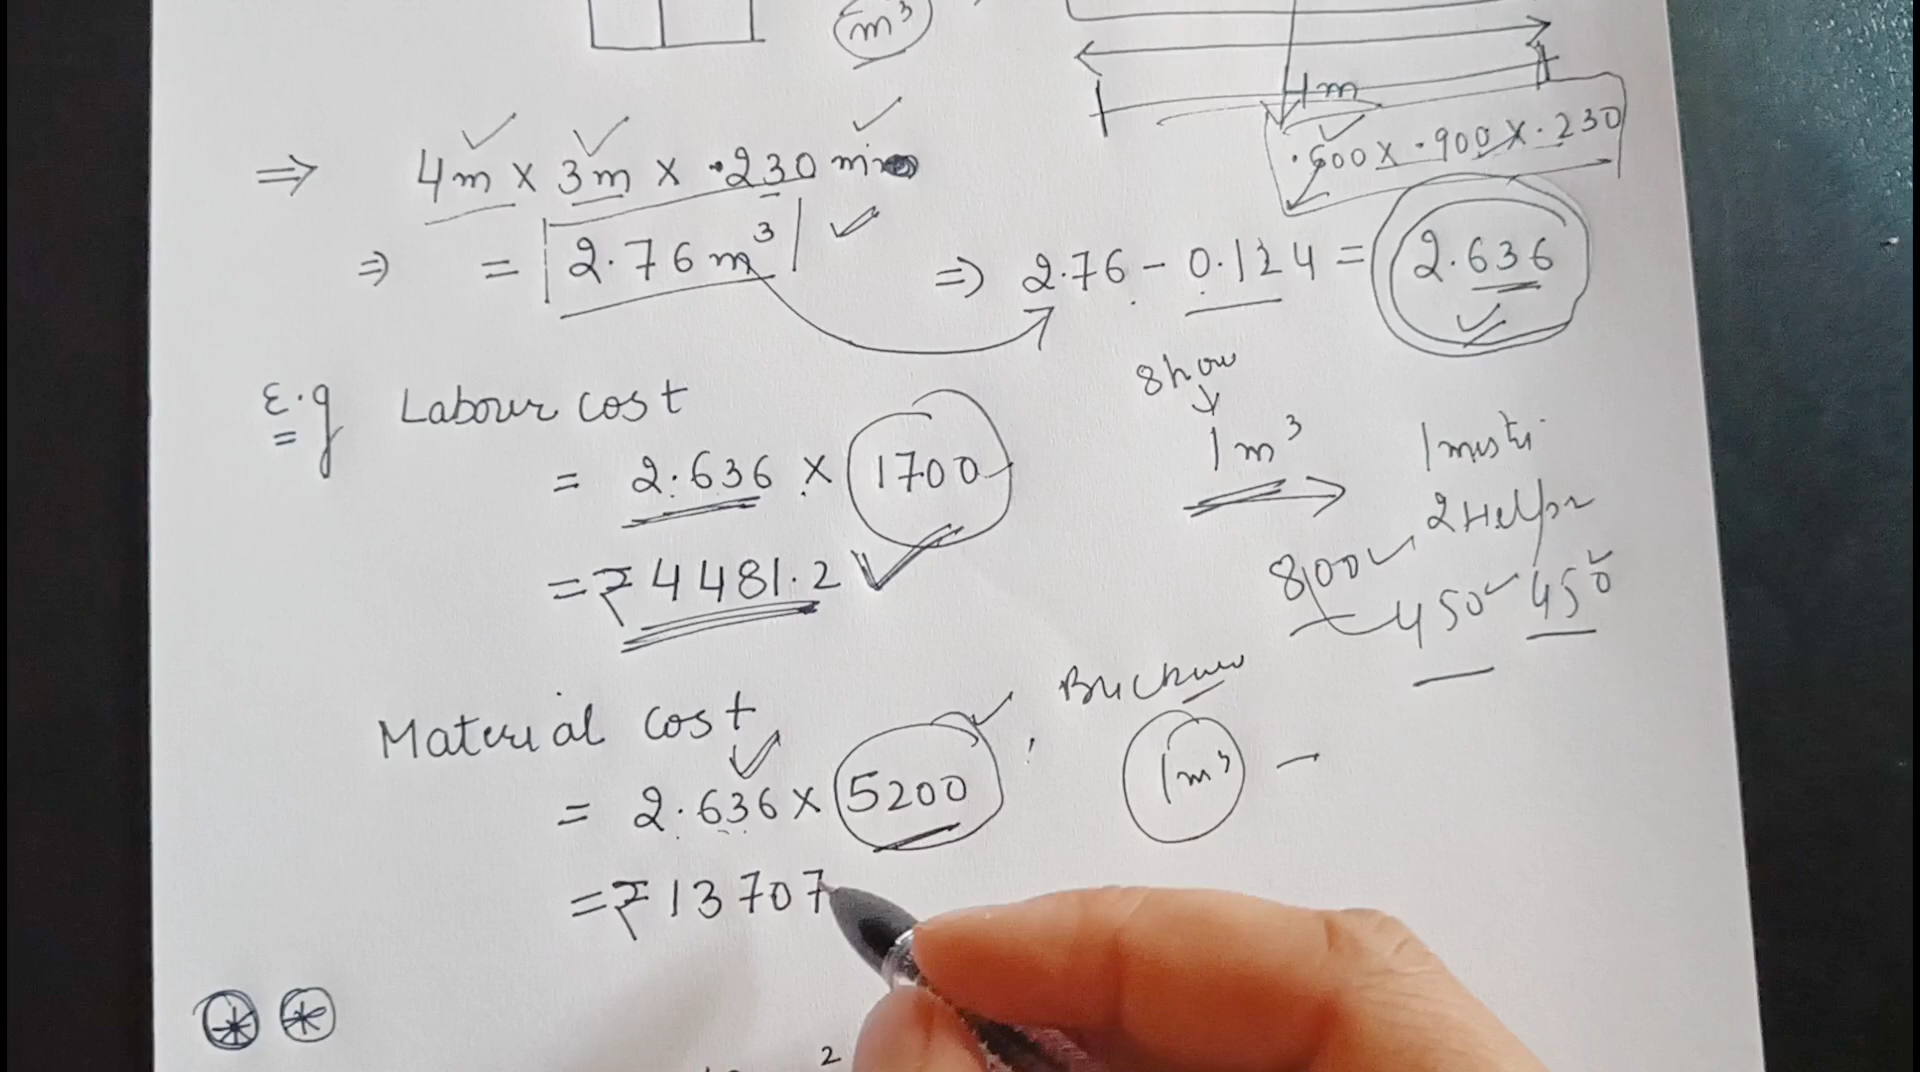 m³
4m
⇒ 4m x 3m x .230 m
.600 x .900 x .230
⇒ = 2.76 m³
⇒ 2.76 - 0.124 = 2.636
E.g Labour cost
= 2.636 x 1700
= ₹ 4481.2
8 hour
1 m³
1 mistri
2 Helper
800 450 450
Material cost
= 2.636 x 5200
= ₹ 13707
Brickwork
1m³ -
2